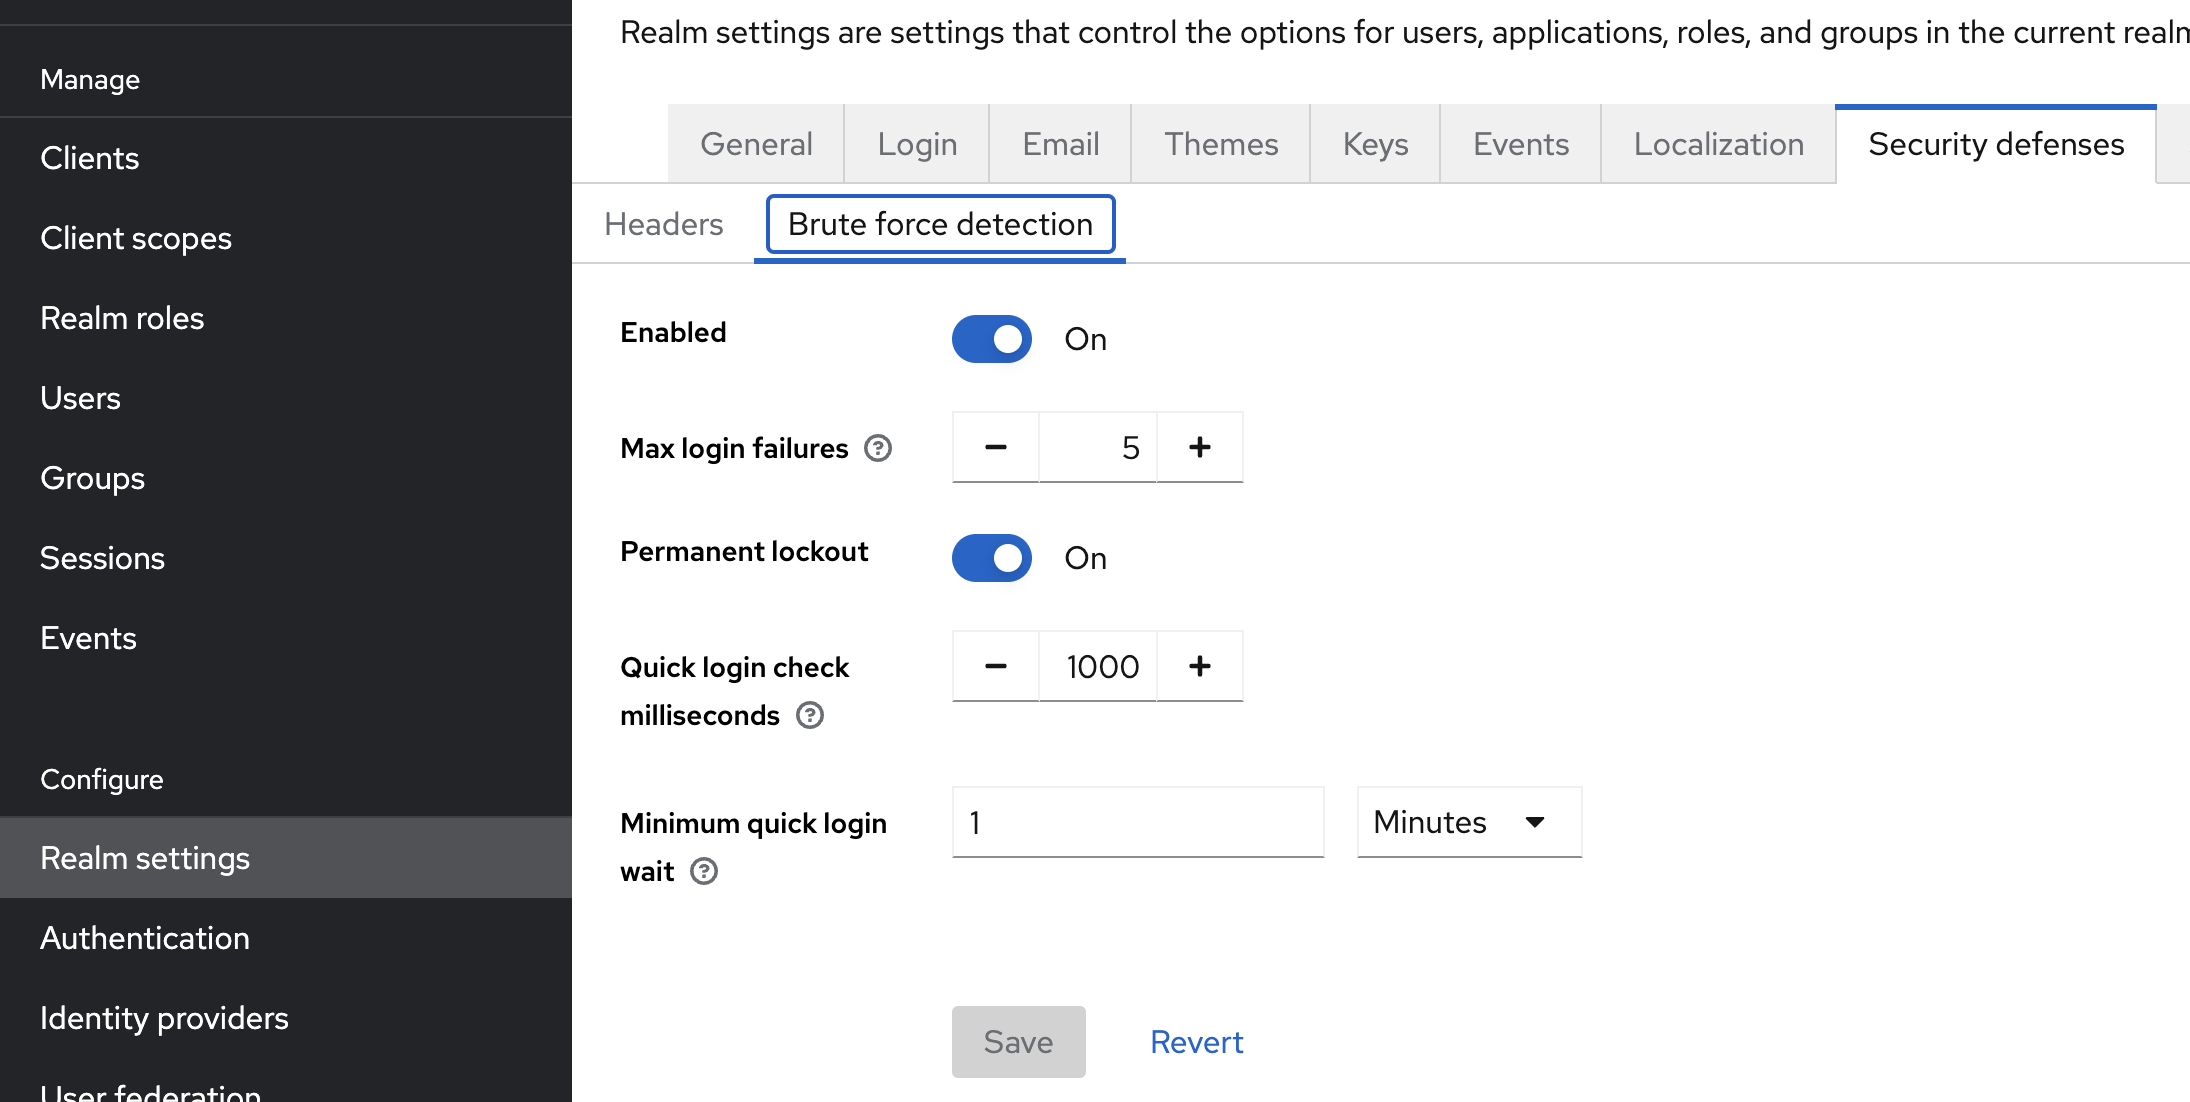 Manage
Clients
Client scopes
Realm roles
Users
Groups
Sessions
Events
Configure
Realm settings
Authentication
Identity providers
User federation
Realm settings are settings that control the options for users, applications, roles, and groups in the current realm
General Login Email Themes Keys Events Localization Security defenses
Headers Brute force detection
Enabled On
Max login failures ? − 5 +
Permanent lockout On
Quick login check − 1000 +
milliseconds ?
Minimum quick login 1 Minutes
wait ?
Save Revert